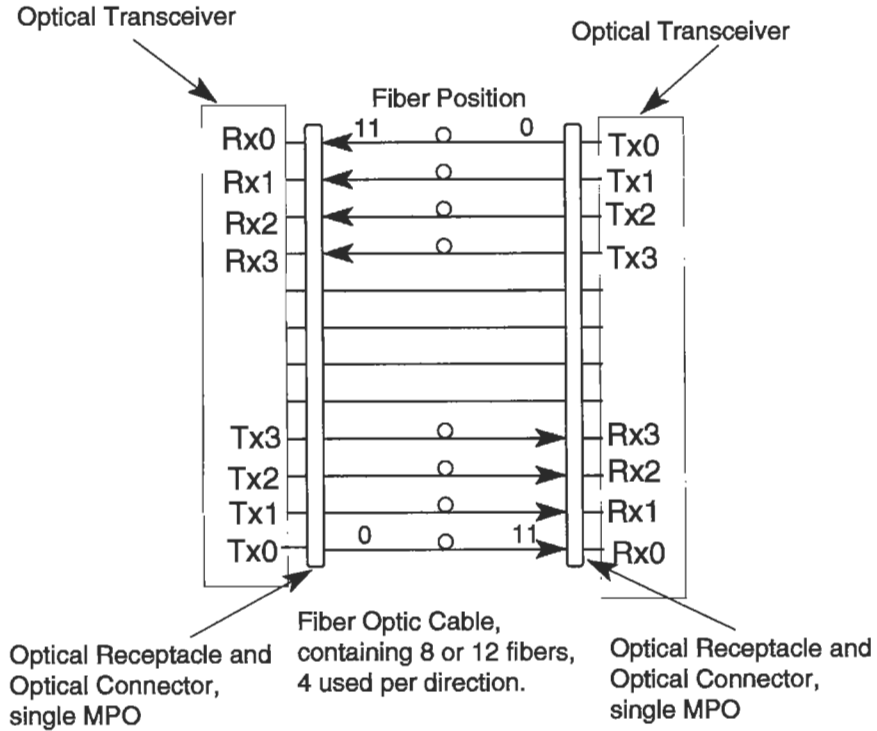 Optical Transceiver
Optical Transceiver
Fiber Position
11 0
Rx0 Tx0
Rx1 Tx1
Rx2 Tx2
Rx3 Tx3
Tx3 Rx3
Tx2 Rx2
Tx1 Rx1
0 11
Tx0 Rx0
Optical Receptacle and
Optical Connector,
single MPO
Fiber Optic Cable,
containing 8 or 12 fibers,
4 used per direction.
Optical Receptacle and
Optical Connector,
single MPO